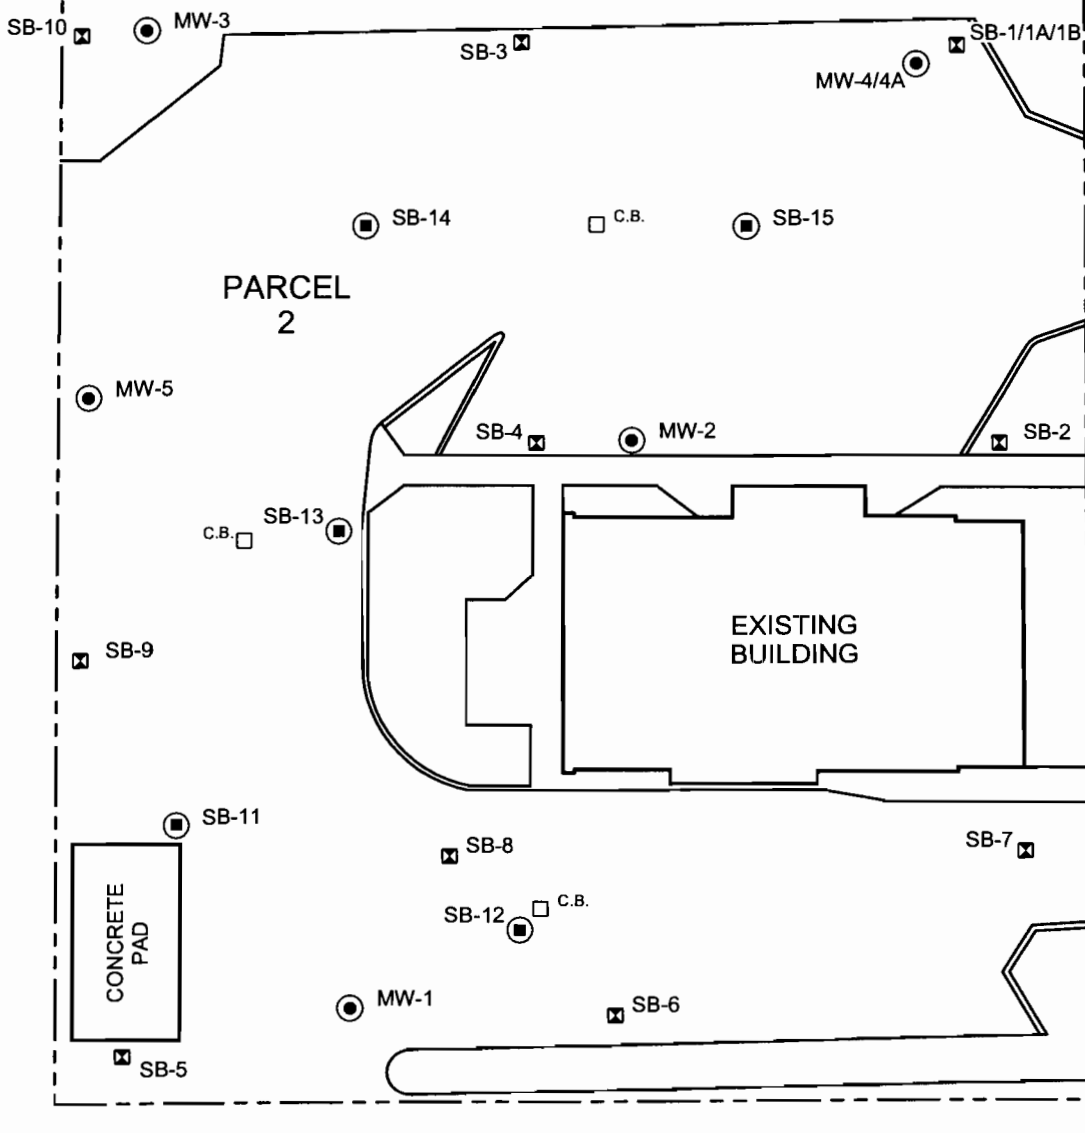 SB-10
MW-3
SB-3
SB-1/1A/1B
MW-4/4A
SB-14
C.B.
SB-15
PARCEL
2
MW-5
SB-4
MW-2
SB-2
SB-13
C.B.
EXISTING
BUILDING
SB-9
SB-11
SB-8
SB-7
CONCRETE
PAD
SB-12
C.B.
MW-1
SB-6
SB-5